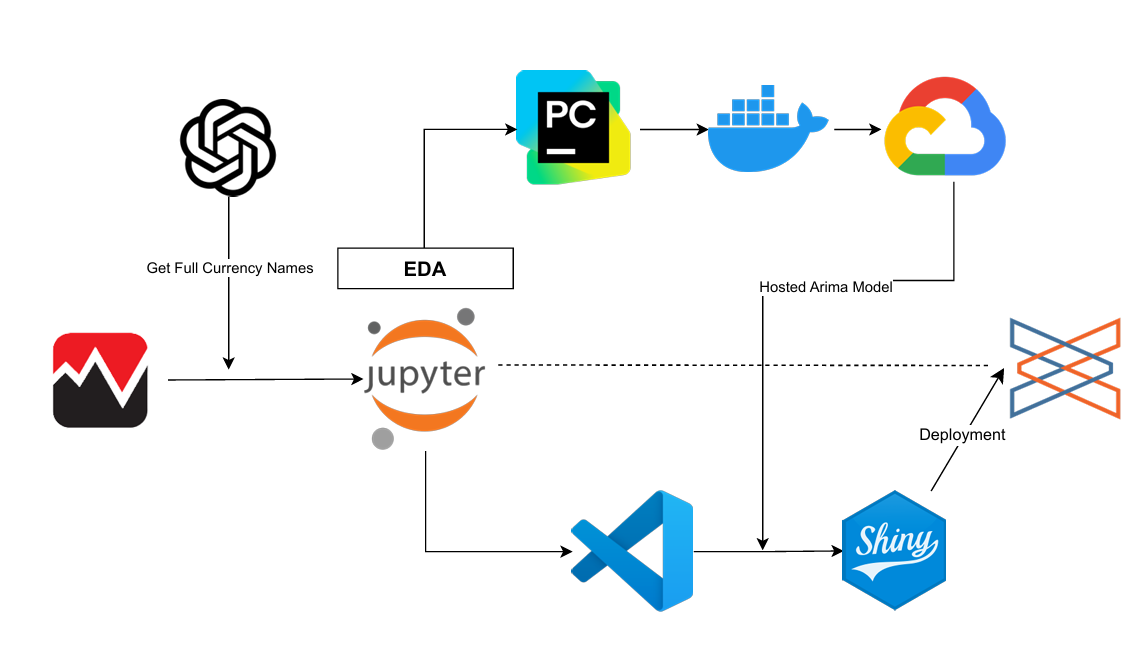 PC
Get Full Currency Names
EDA
Hosted Arima Model
jupyter
Deployment
Shiny